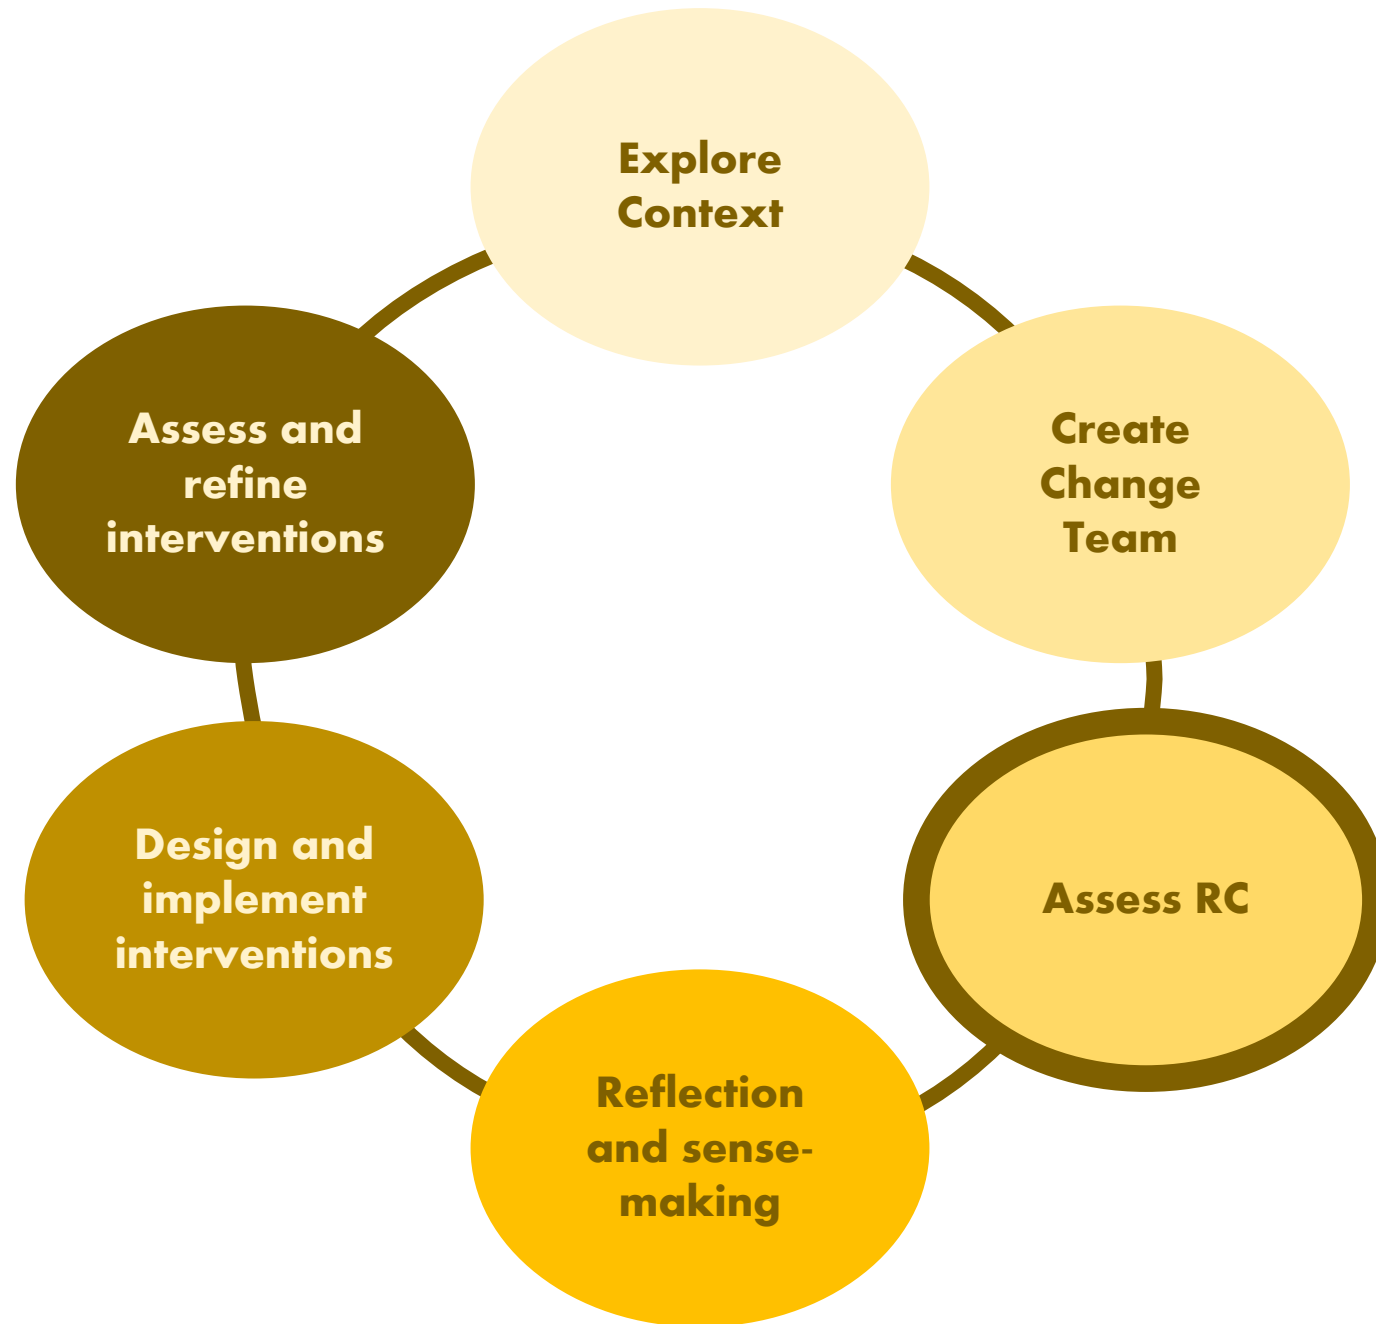 Explore
Context
Create
Change
Team
Assess RC
Reflection
and sense-
making
Design and
implement
interventions
Assess and
refine
interventions